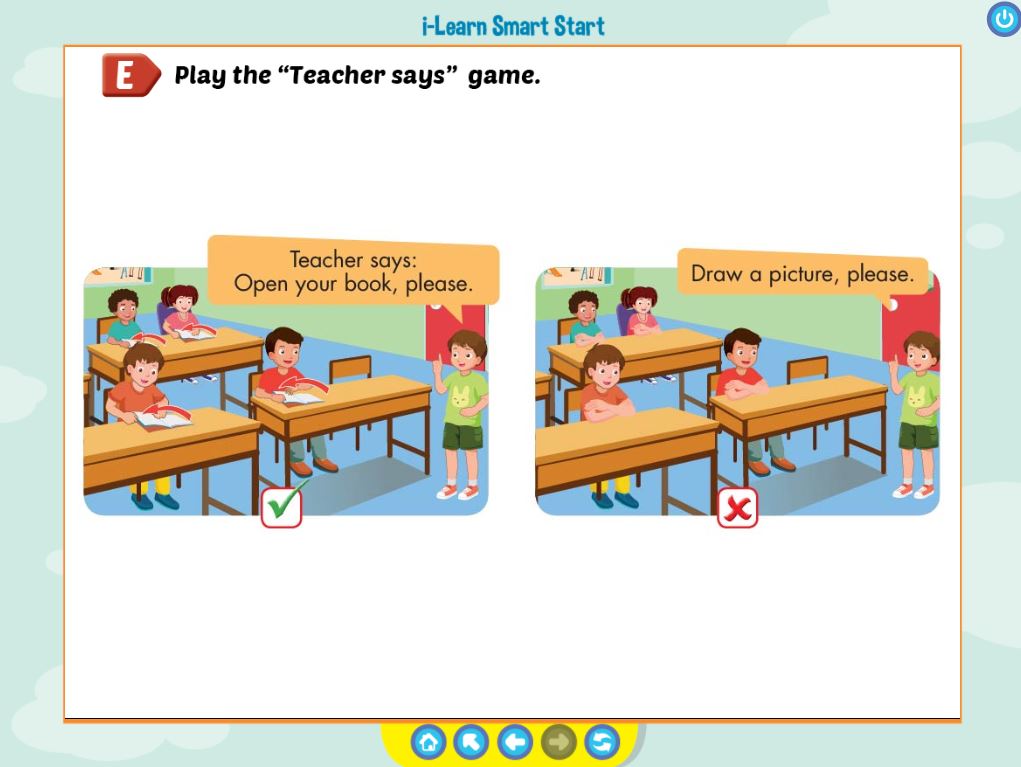 i-Learn Smart Start
E Play the “Teacher says” game.
Teacher says:
Open your book, please.
Draw a picture, please.